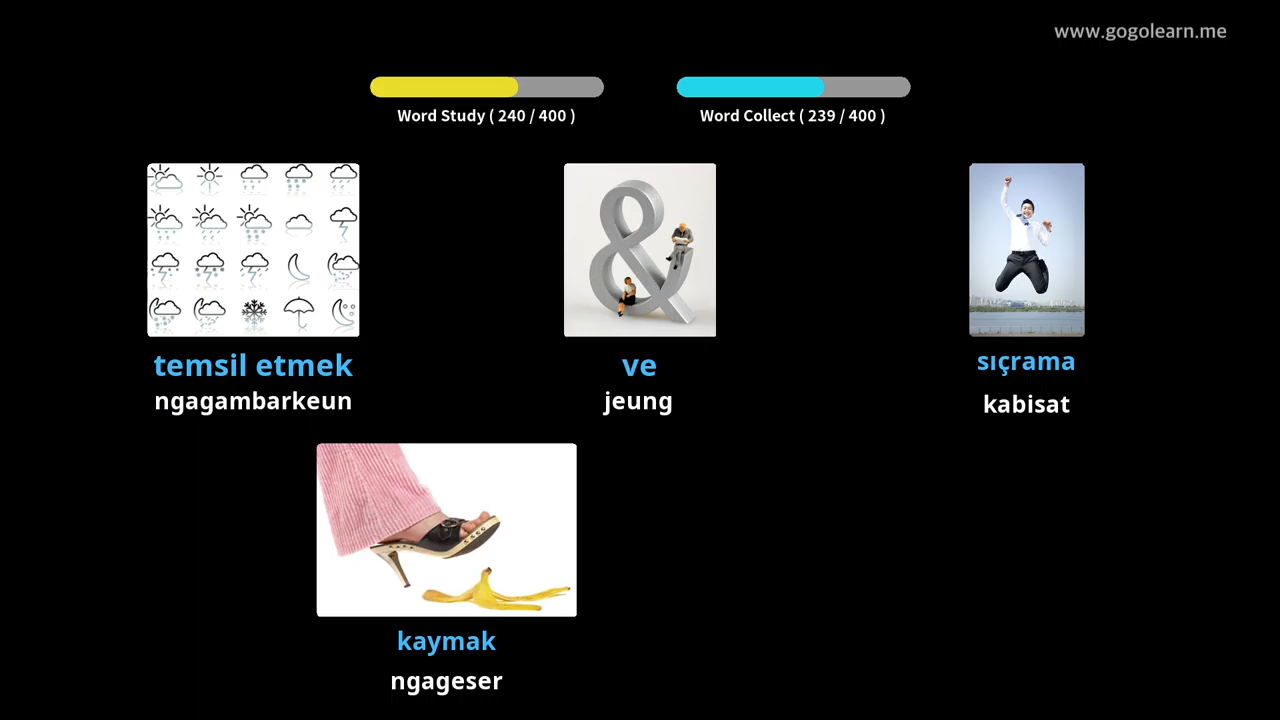 www.gogolearn.me
Word Study ( 240 / 400 )
Word Collect ( 239 / 400 )
&
temsil etmek
ngagambarkeun
ve
jeung
sıçrama
kabisat
kaymak
ngageser